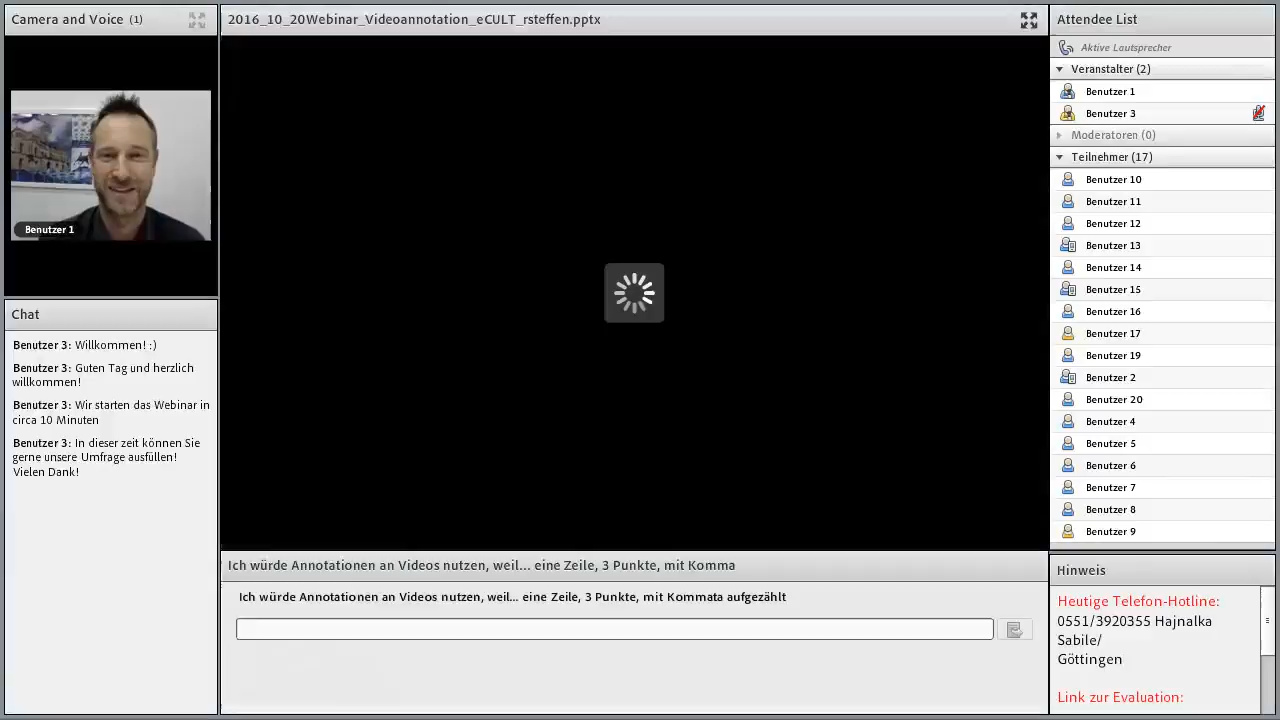 Camera and Voice (1)
Benutzer 1
Chat
Benutzer 3: Willkommen! :)
Benutzer 3: Guten Tag und herzlich
willkommen!
Benutzer 3: Wir starten das Webinar in
circa 10 Minuten
Benutzer 3: In dieser zeit können Sie
gerne unsere Umfrage ausfüllen!
Vielen Dank!
2016_10_20Webinar_Videoannotation_eCULT_rsteffen.pptx
Ich würde Annotationen an Videos nutzen, weil... eine Zeile, 3 Punkte, mit Komma
Ich würde Annotationen an Videos nutzen, weil... eine Zeile, 3 Punkte, mit Kommata aufgezählt
Attendee List
Aktive Lautsprecher
Veranstalter (2)
Benutzer 1
Benutzer 3
Moderatoren (0)
Teilnehmer (17)
Benutzer 10
Benutzer 11
Benutzer 12
Benutzer 13
Benutzer 14
Benutzer 15
Benutzer 16
Benutzer 17
Benutzer 19
Benutzer 2
Benutzer 20
Benutzer 4
Benutzer 5
Benutzer 6
Benutzer 7
Benutzer 8
Benutzer 9
Hinweis
Heutige Telefon-Hotline:
0551/3920355 Hajnalka
Sabile/
Göttingen
Link zur Evaluation: